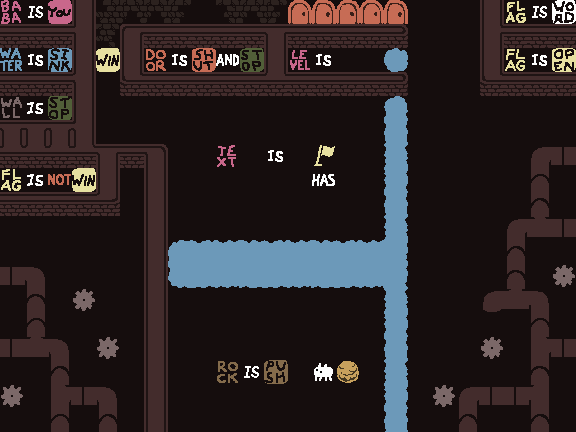 BABA IS YOU
FLAG IS WORD
WATER IS SINK
WIN
DOOR IS SHUT AND STOP
LEVEL IS
FLAG IS OPEN
WALL IS STOP
TEXT IS
FLAG IS NOT WIN
HAS
ROCK IS PUSH